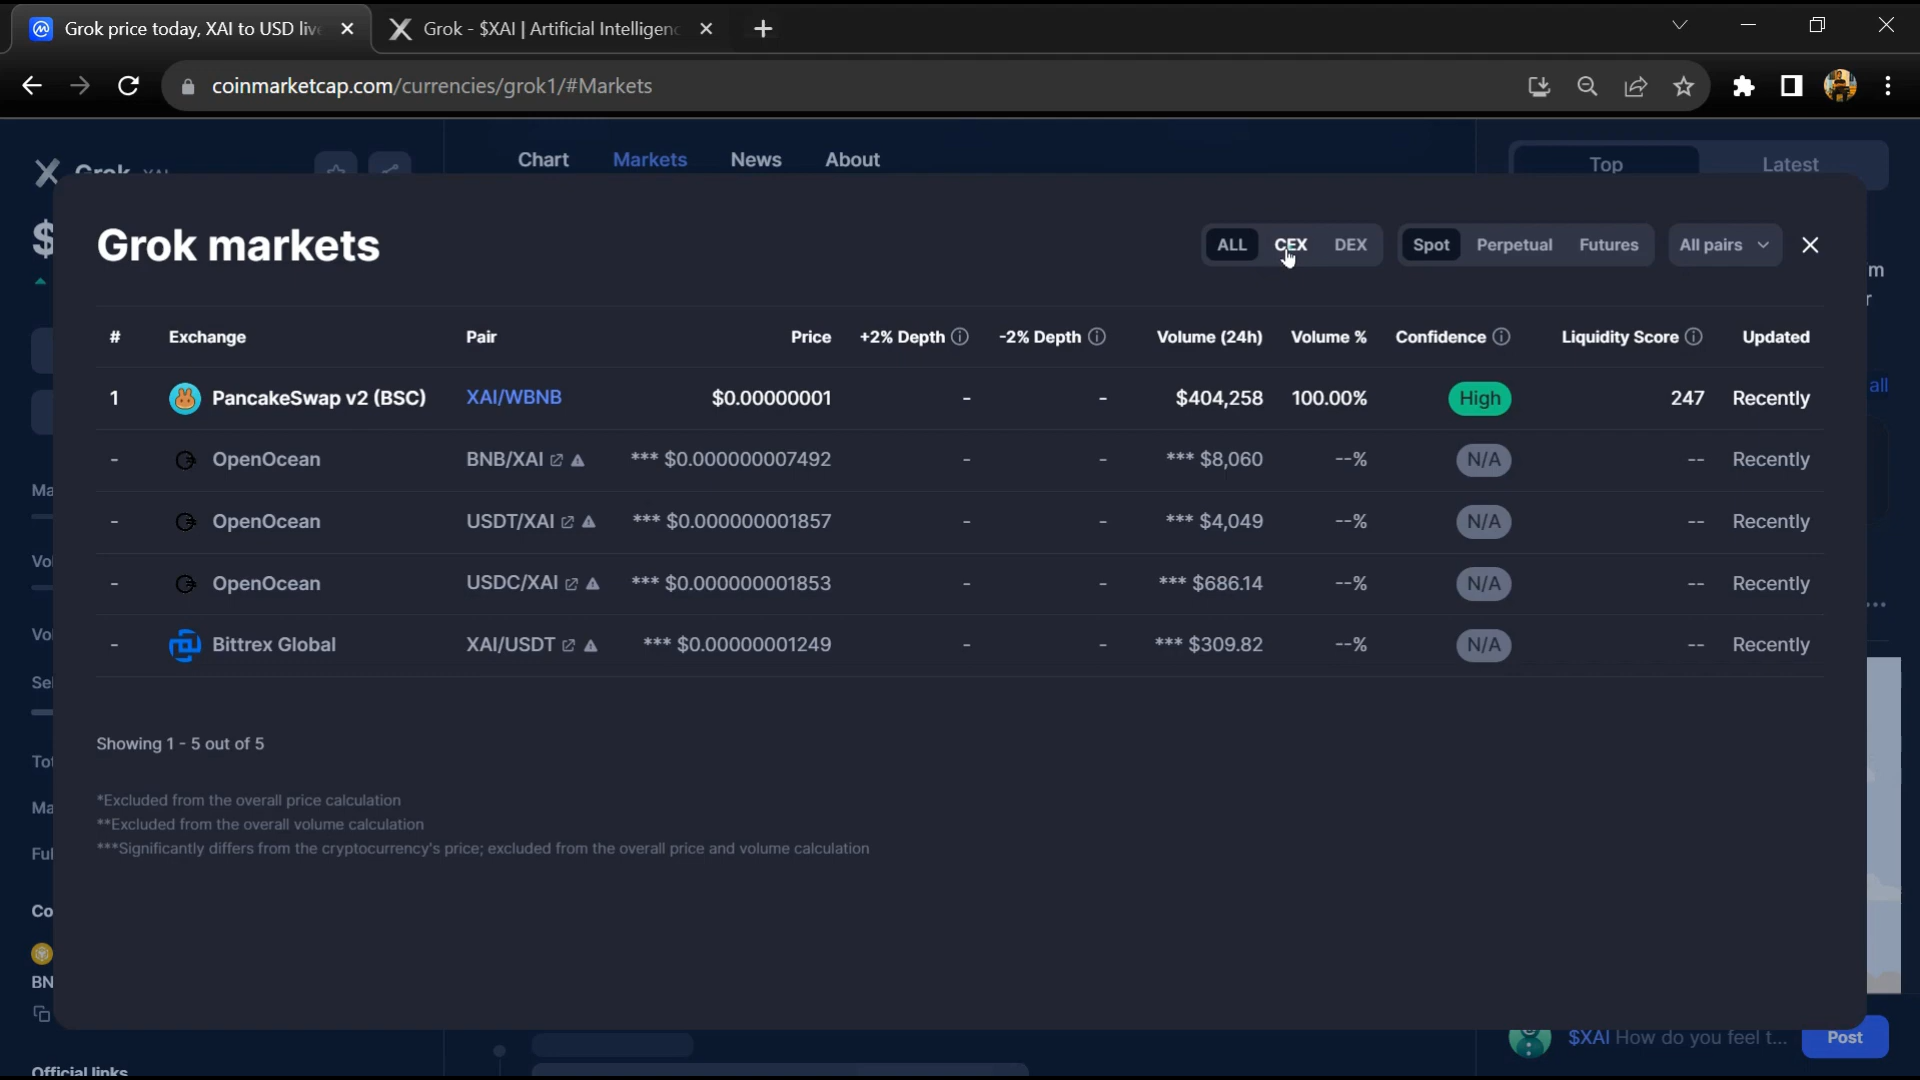 Grok price today, XAI to USD liv
Grok - $XAI | Artificial Intelligenc
coinmarketcap.com/currencies/grok1/#Markets
Chart Markets News About
Top Latest
Grok markets
ALL CEX DEX Spot Perpetual Futures All pairs
# Exchange Pair Price +2% Depth -2% Depth Volume (24h) Volume % Confidence Liquidity Score Updated
1 PancakeSwap v2 (BSC) XAI/WBNB $0.00000001 - - $404,258 100.00% High 247 Recently
- OpenOcean BNB/XAI *** $0.000000007492 - - *** $8,060 --% N/A -- Recently
- OpenOcean USDT/XAI *** $0.000000001857 - - *** $4,049 --% N/A -- Recently
- OpenOcean USDC/XAI *** $0.000000001853 - - *** $686.14 --% N/A -- Recently
- Bittrex Global XAI/USDT *** $0.00000001249 - - *** $309.82 --% N/A -- Recently
Showing 1 - 5 out of 5
*Excluded from the overall price calculation
**Excluded from the overall volume calculation
***Significantly differs from the cryptocurrency's price; excluded from the overall price and volume calculation
$XAI How do you feel t... Post
Official links